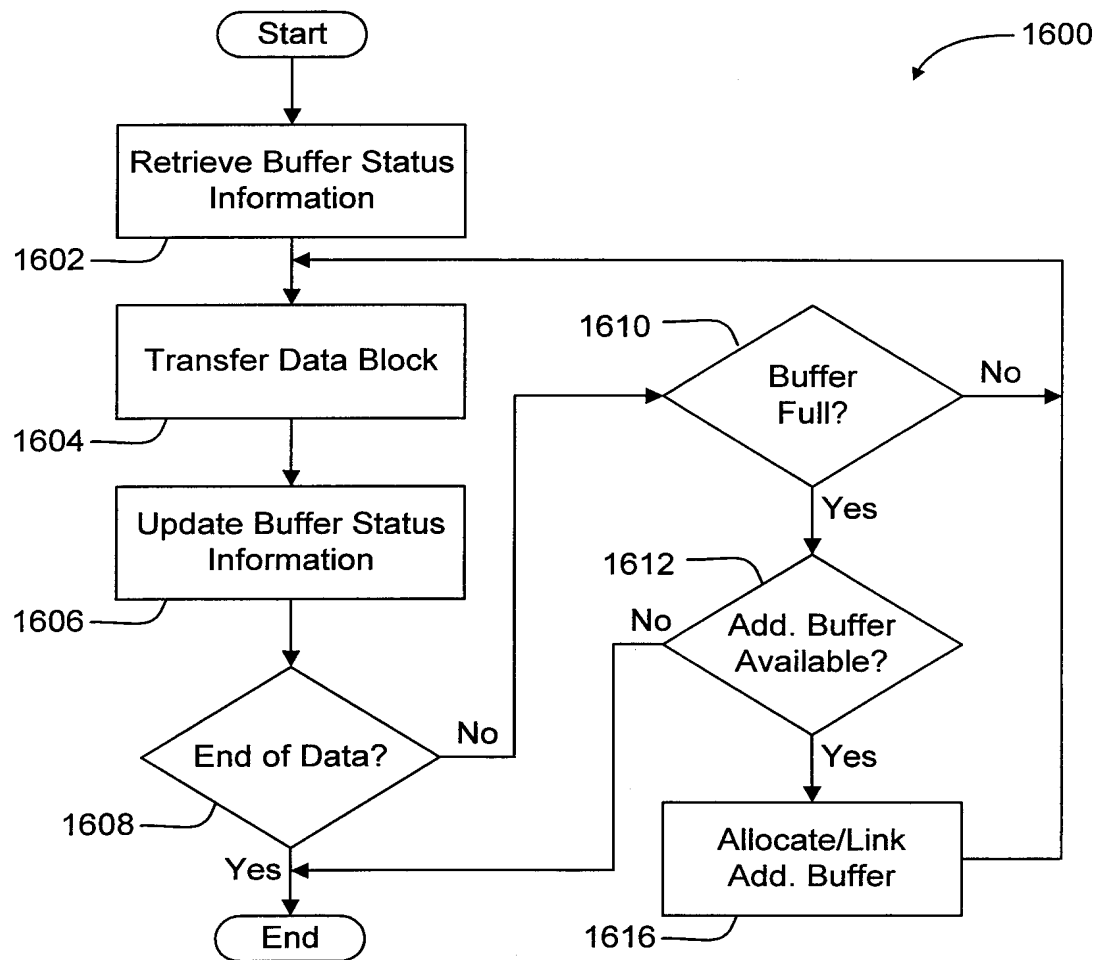 Start
1600
Retrieve Buffer Status
Information
1602
Transfer Data Block
1604
Update Buffer Status
Information
1606
End of Data?
No
1608
Yes
End
1610
Buffer
Full?
No
Yes
1612
No
Add. Buffer
Available?
Yes
Allocate/Link
Add. Buffer
1616